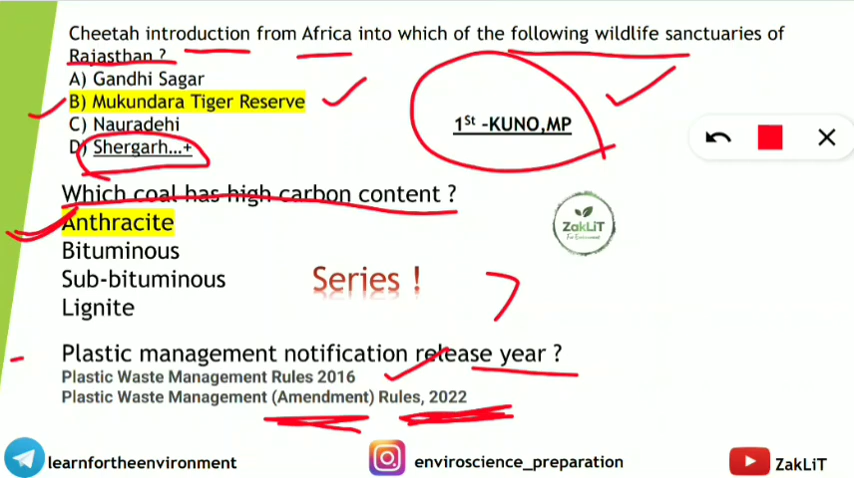 Cheetah introduction from Africa into which of the following wildlife sanctuaries of
Rajasthan ?
A) Gandhi Sagar
B) Mukundara Tiger Reserve
C) Nauradehi
D) Shergarh...+
1St -KUNO,MP
Which coal has high carbon content ?
Anthracite
Bituminous
Sub-bituminous
Lignite
ZakLiT
For Environment
Series !
Plastic management notification release year ?
Plastic Waste Management Rules 2016
Plastic Waste Management (Amendment) Rules, 2022
learnfortheenvironment
enviroscience_preparation
ZakLiT